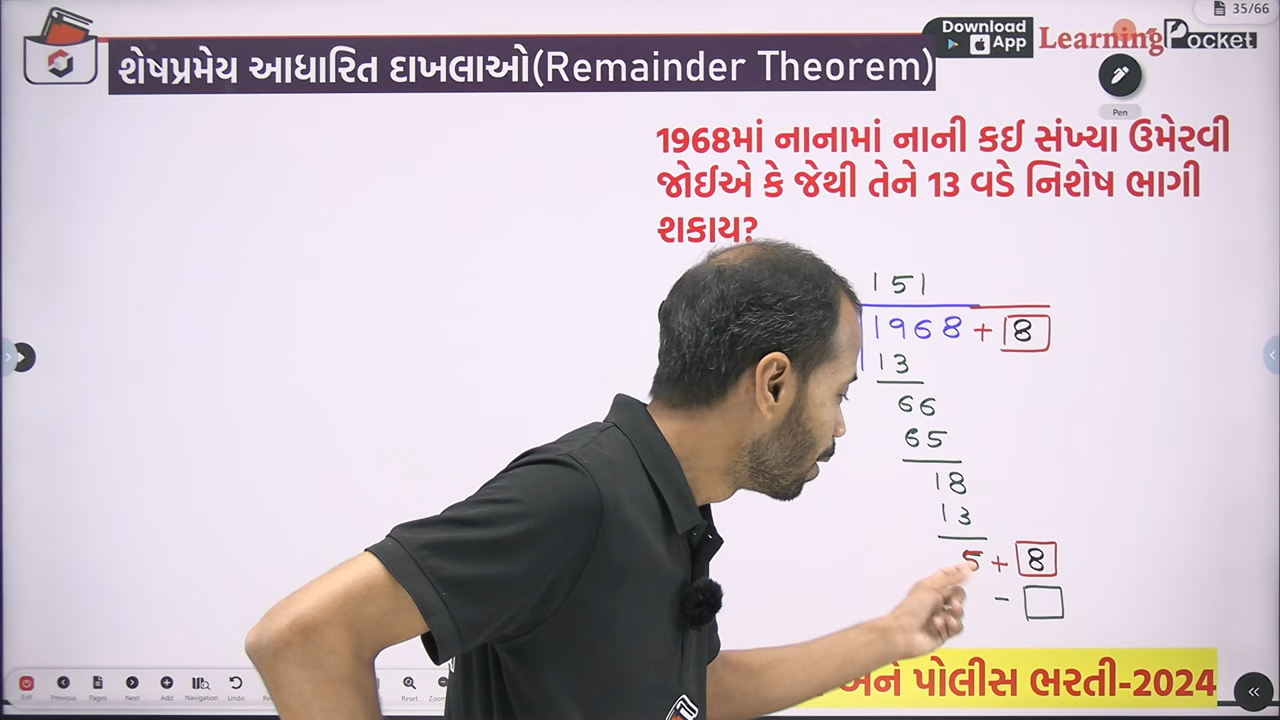 35/66
Download
App
Learning Pocket
શેષપ્રમેય આધારિત દાખલાઓ(Remainder Theorem)
Pen
1968માં નાનામાં નાની કઈ સંખ્યા ઉમેરવી
જોઈએ કે જેથી તેને 13 વડે નિશેષ ભાગી
શકાય?
151
1968 + 8
13
66
65
18
13
5 + 8
-
અને પોલીસ ભરતી-2024
Exit Previous Pages Next Add Navigation Undo Reset